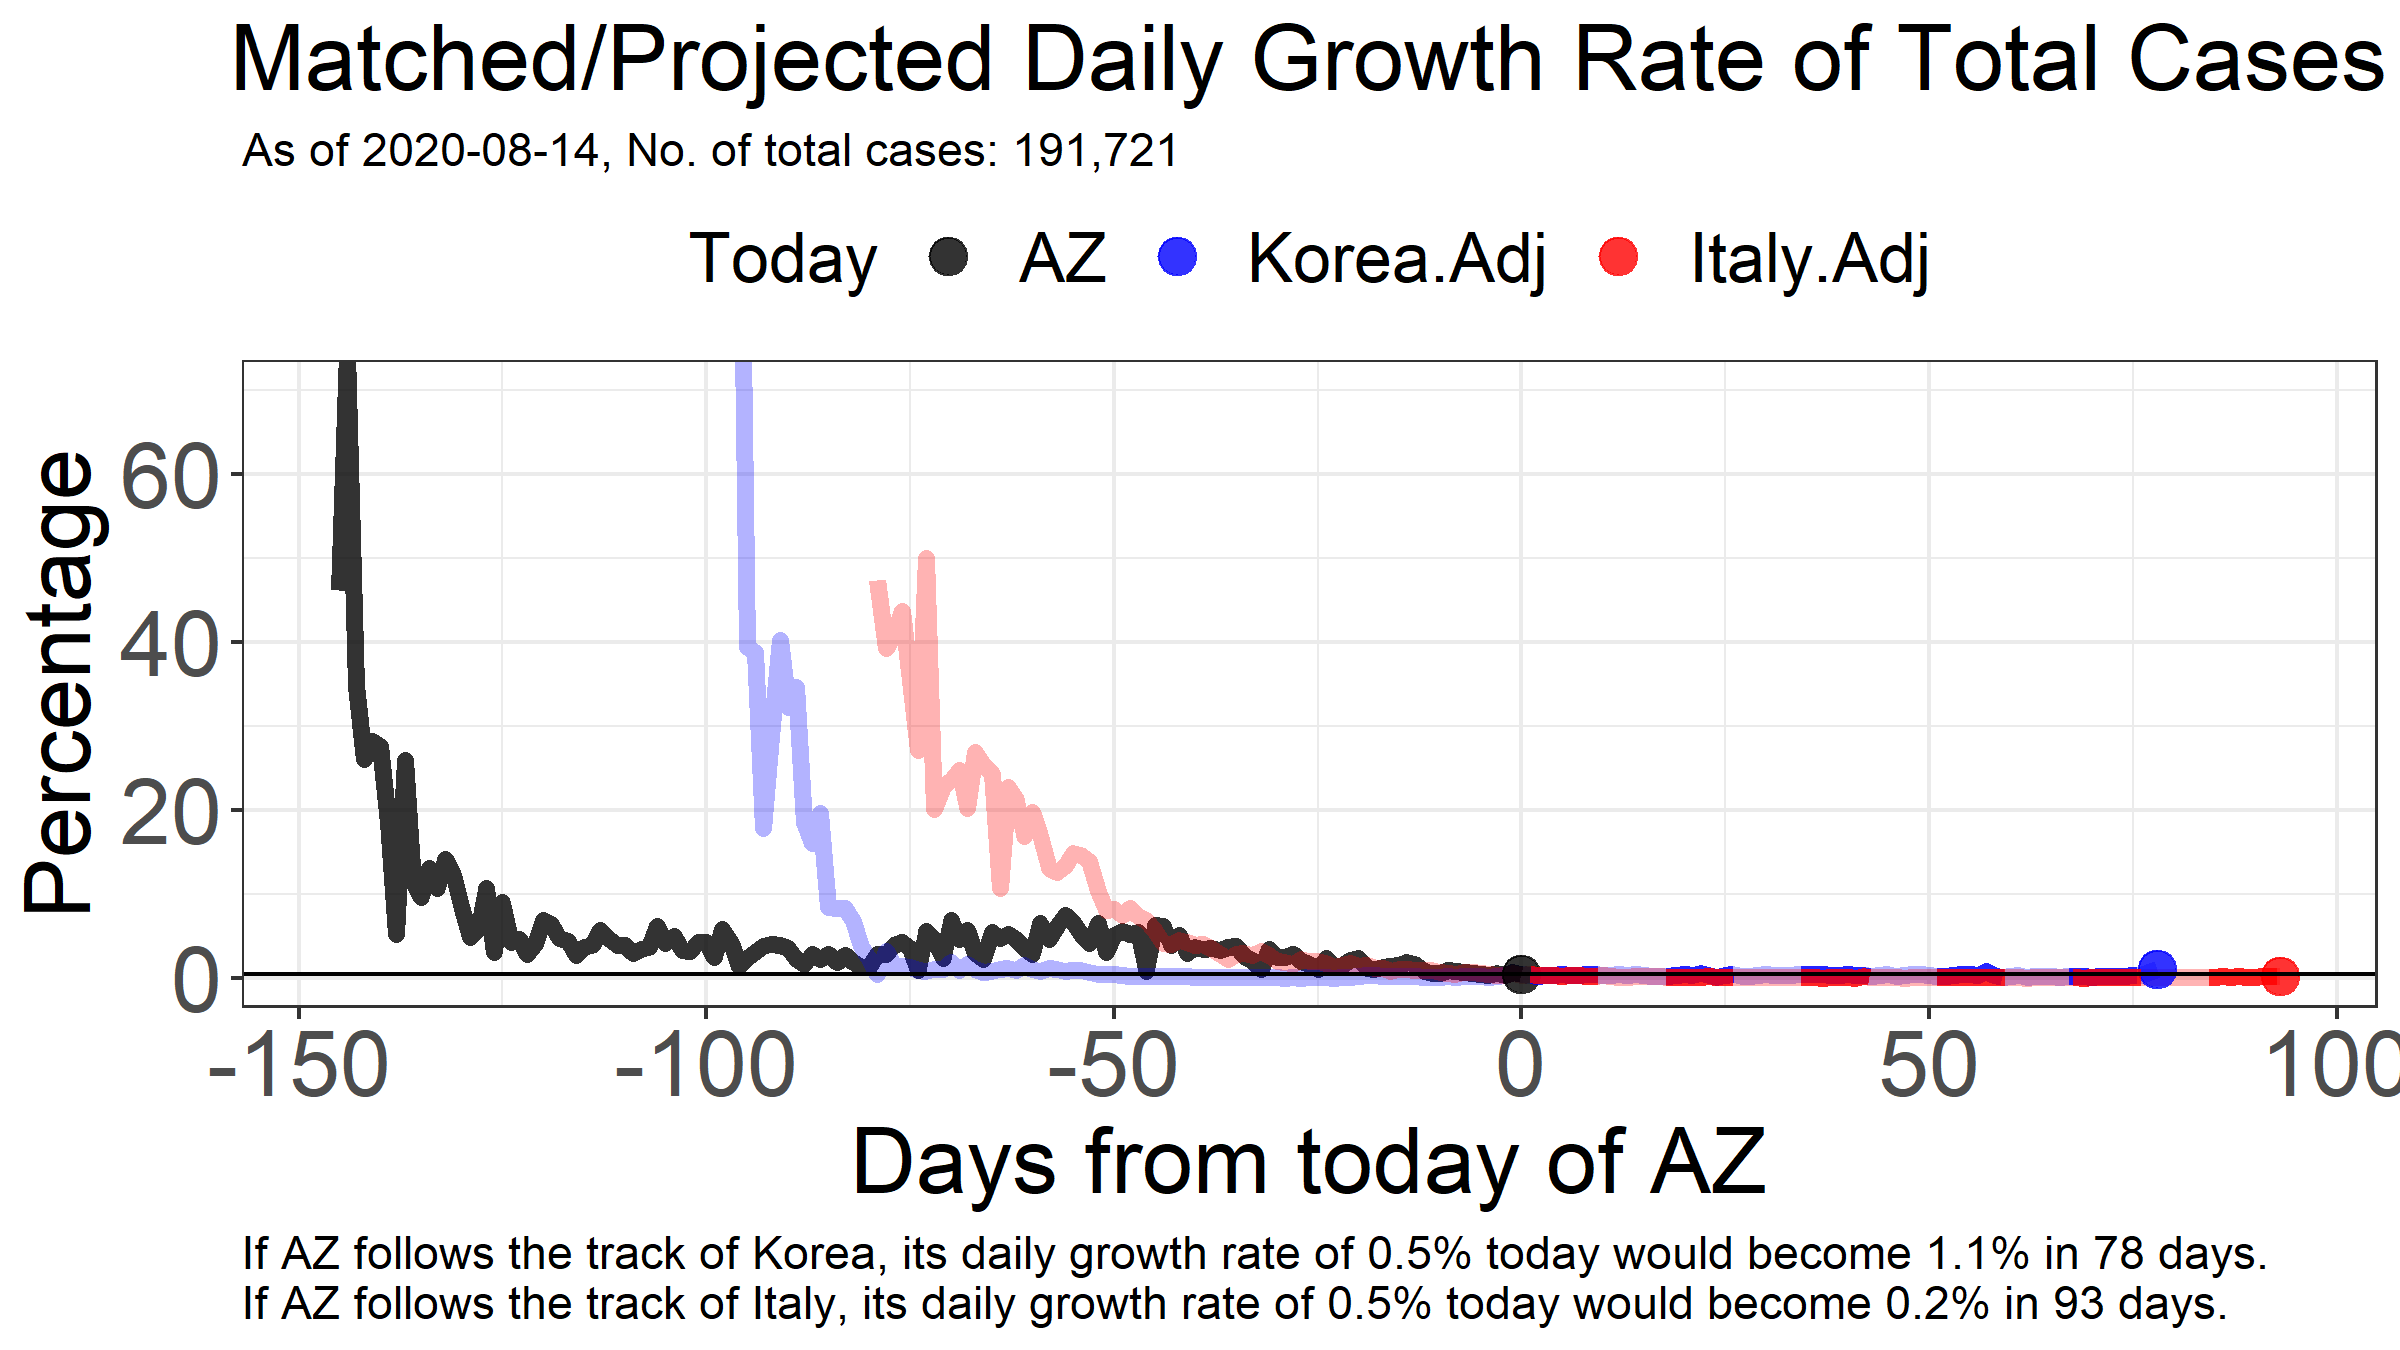 Matched/Projected Daily Growth Rate of Total Cases
As of 2020-08-14, No. of total cases: 191,721
Today AZ Korea.Adj Italy.Adj
Percentage
60
40
20
0
-150 -100 -50 0 50 100
Days from today of AZ
If AZ follows the track of Korea, its daily growth rate of 0.5% today would become 1.1% in 78 days.
If AZ follows the track of Italy, its daily growth rate of 0.5% today would become 0.2% in 93 days.